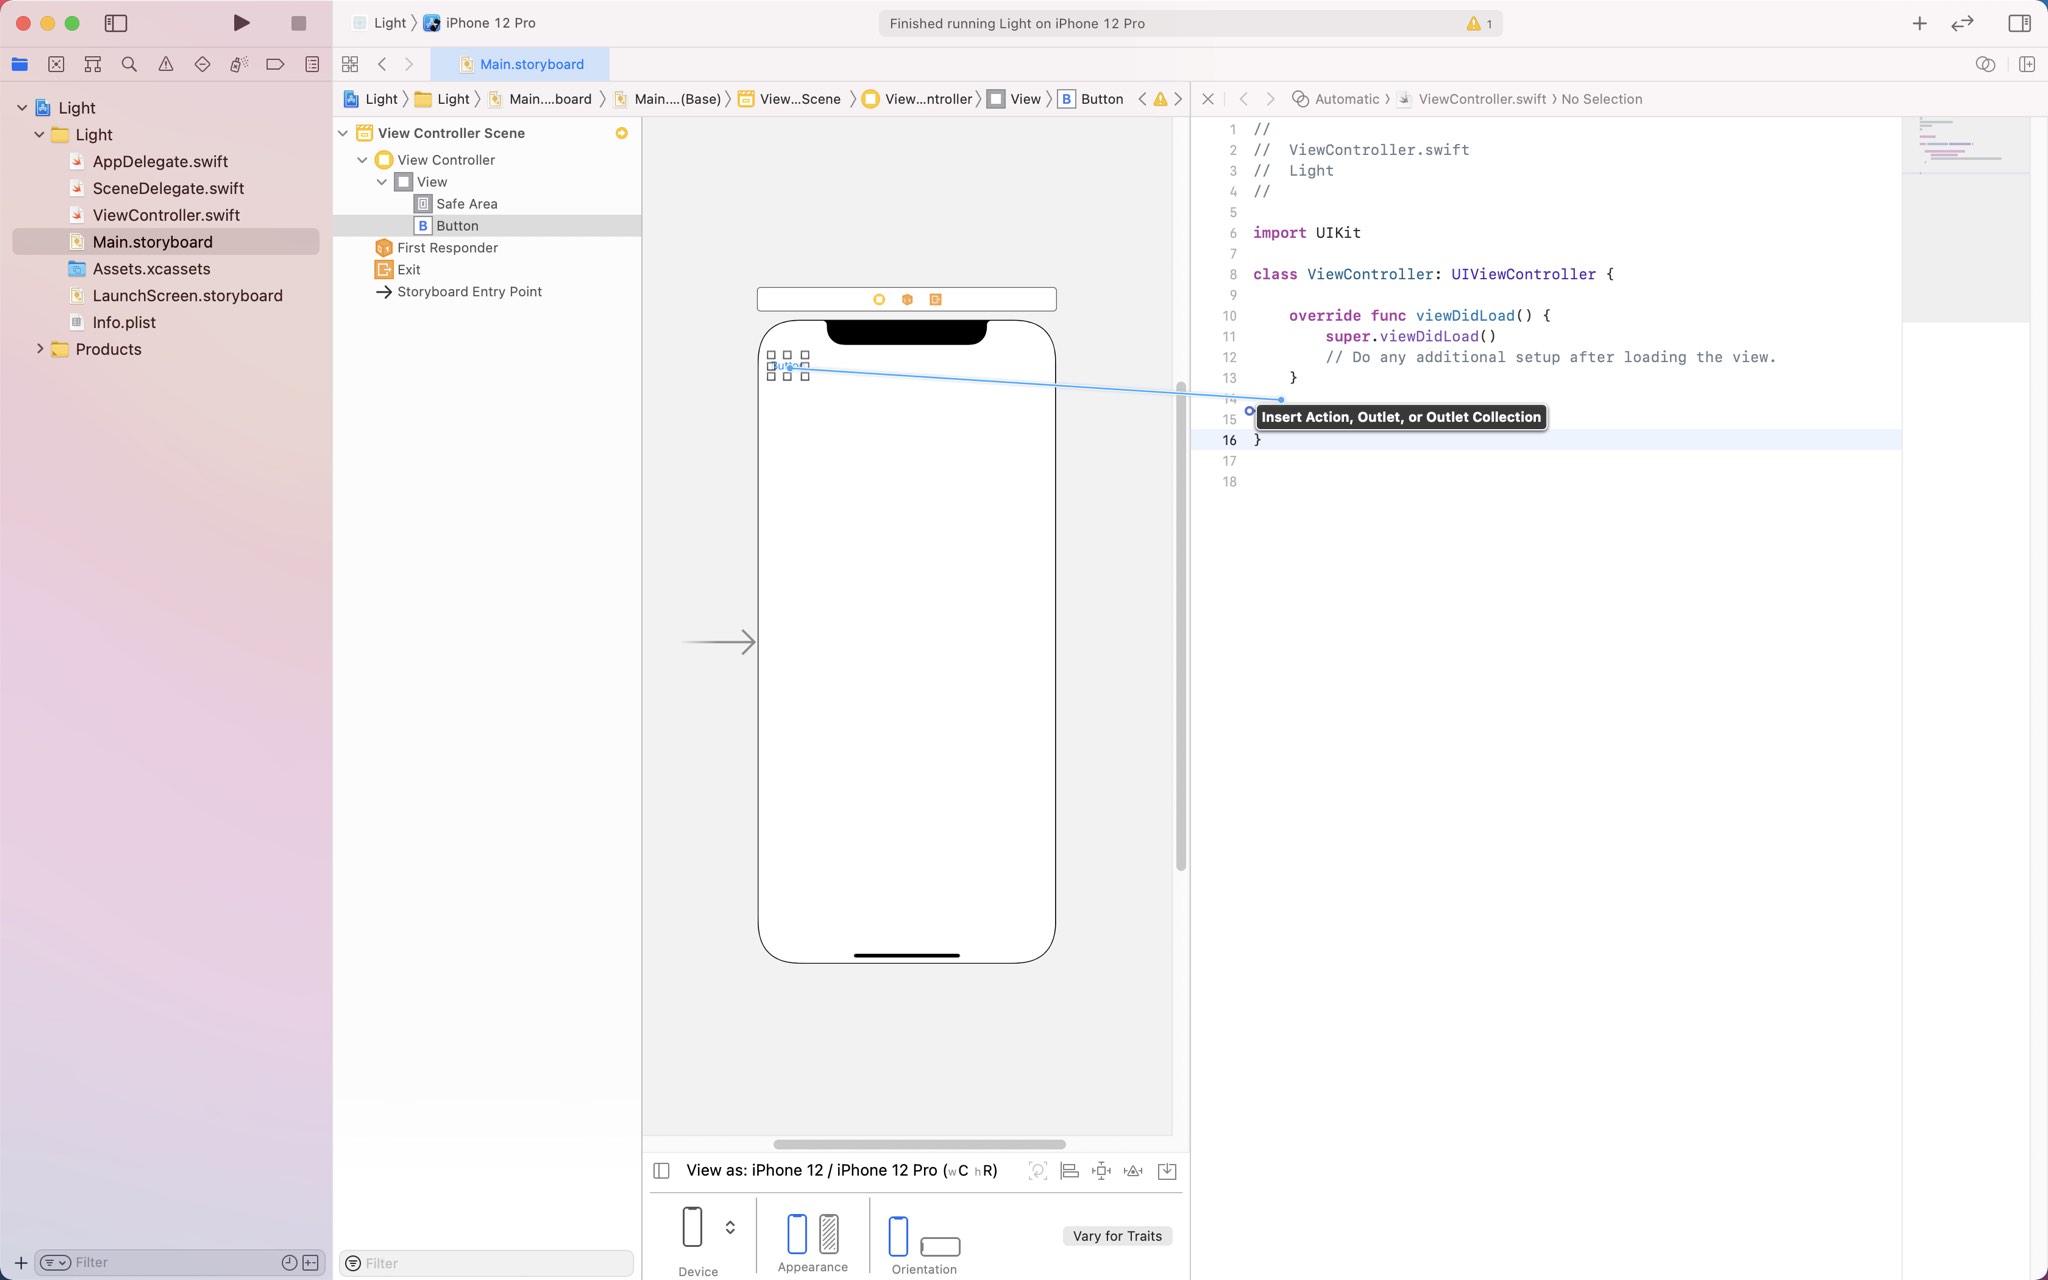 Light
iPhone 12 Pro
Finished running Light on iPhone 12 Pro
1
Main.storyboard
Light
Light
AppDelegate.swift
SceneDelegate.swift
ViewController.swift
Main.storyboard
Assets.xcassets
LaunchScreen.storyboard
Info.plist
Products
Filter
Light
Light
Main....board
Main....(Base)
View...Scene
View...ntroller
View
B Button
View Controller Scene
View Controller
View
Safe Area
B Button
First Responder
Exit
Storyboard Entry Point
Filter
Button
View as: iPhone 12 / iPhone 12 Pro (wC hR)
Device
Appearance
Orientation
Vary for Traits
Automatic
ViewController.swift
No Selection
1 //
2 //  ViewController.swift
3 //  Light
4 //
5
6 import UIKit
7
8 class ViewController: UIViewController {
9
10     override func viewDidLoad() {
11         super.viewDidLoad()
12         // Do any additional setup after loading the view.
13     }
14
Insert Action, Outlet, or Outlet Collection
15
16 }
17
18